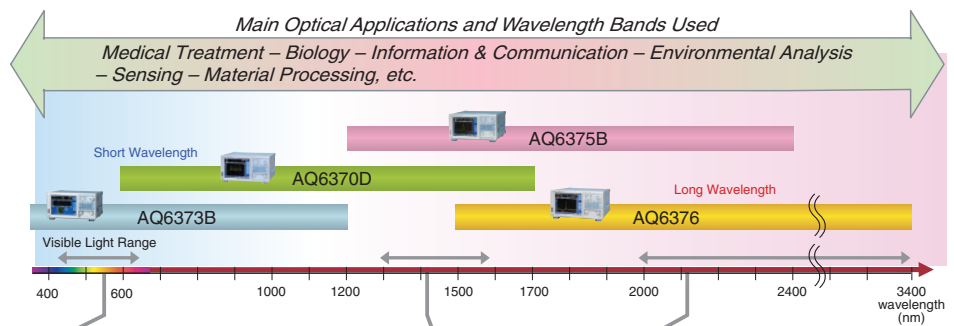 Main Optical Applications and Wavelength Bands Used
Medical Treatment – Biology – Information & Communication – Environmental Analysis
– Sensing – Material Processing, etc.
AQ6375B
Short Wavelength
AQ6370D
Long Wavelength
AQ6373B
AQ6376
Visible Light Range
400 600 1000 1200 1500 1700 2000 2400 3400
wavelength
(nm)